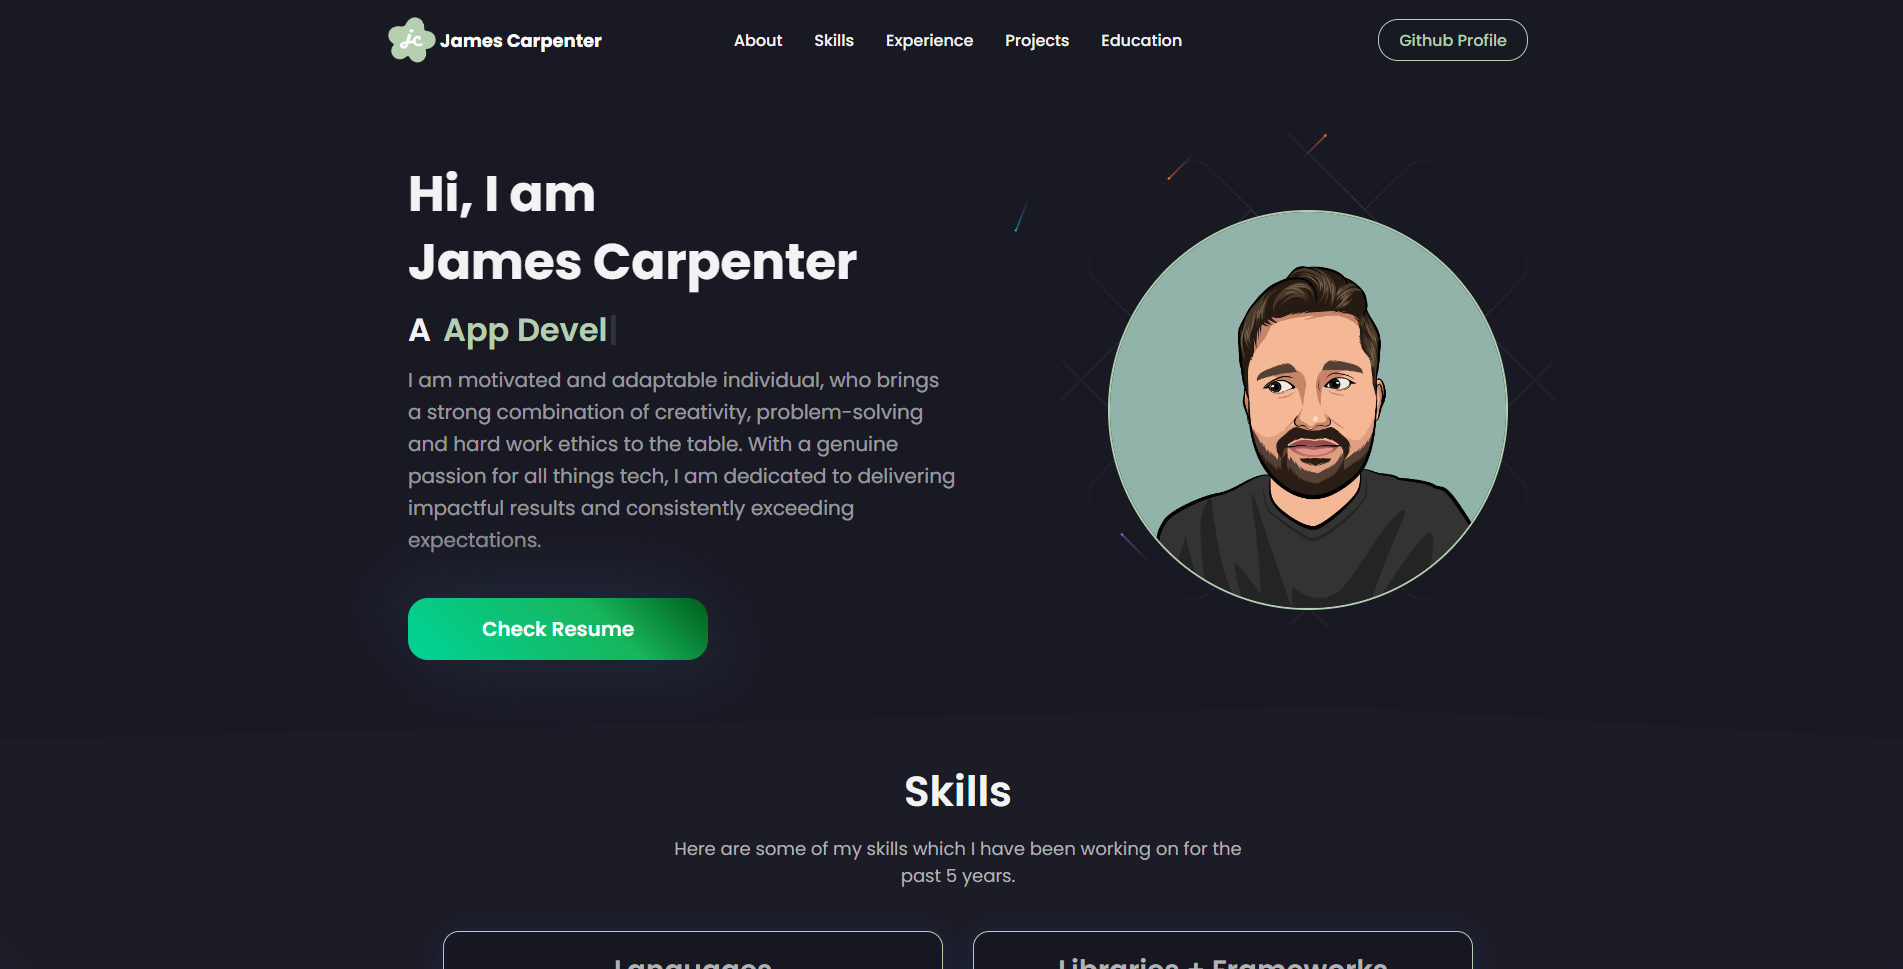 jc James Carpenter
About Skills Experience Projects Education
Github Profile
Hi, I am
James Carpenter
A App Devel
I am motivated and adaptable individual, who brings
a strong combination of creativity, problem-solving
and hard work ethics to the table. With a genuine
passion for all things tech, I am dedicated to delivering
impactful results and consistently exceeding
expectations.
Check Resume
Skills
Here are some of my skills which I have been working on for the
past 5 years.
Languages
Libraries + Frameworks